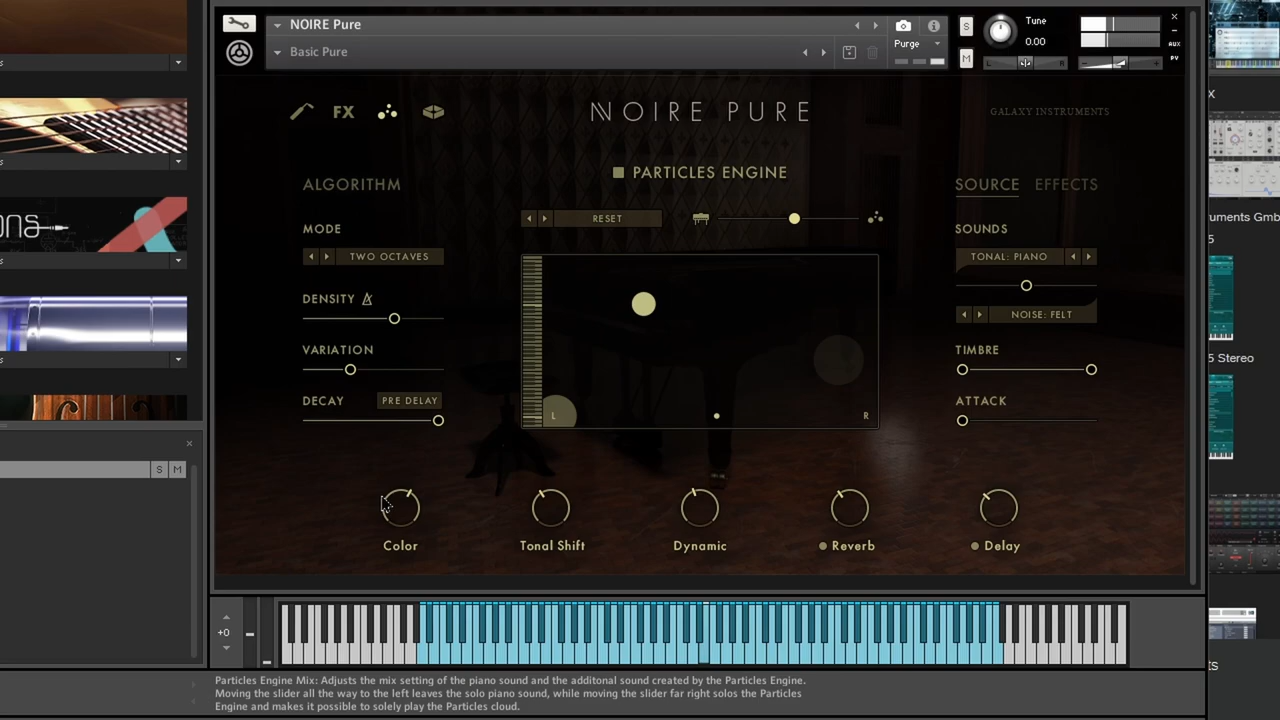 NOIRE Pure
Basic Pure
Purge
S
M
Tune
0.00
L
R
AUX
PV
FX
NOIRE PURE
GALAXY INSTRUMENTS
PARTICLES ENGINE
ALGORITHM
SOURCE EFFECTS
RESET
MODE
TWO OCTAVES
SOUNDS
TONAL: PIANO
DENSITY
NOISE: FELT
VARIATION
TIMBRE
DECAY
PRE DELAY
ATTACK
L
R
Color
Tonal Shift
Dynamic
Reverb
Delay
S M
+0
Particles Engine Mix: Adjusts the mix setting of the piano sound and the additonal sound created by the Particles Engine.
Moving the slider all the way to the left leaves the solo piano sound, while moving the slider far right solos the Particles
Engine and makes it possible to solely play the Particles cloud.
X
uments Gmb
5
5 Stereo
ts
ons